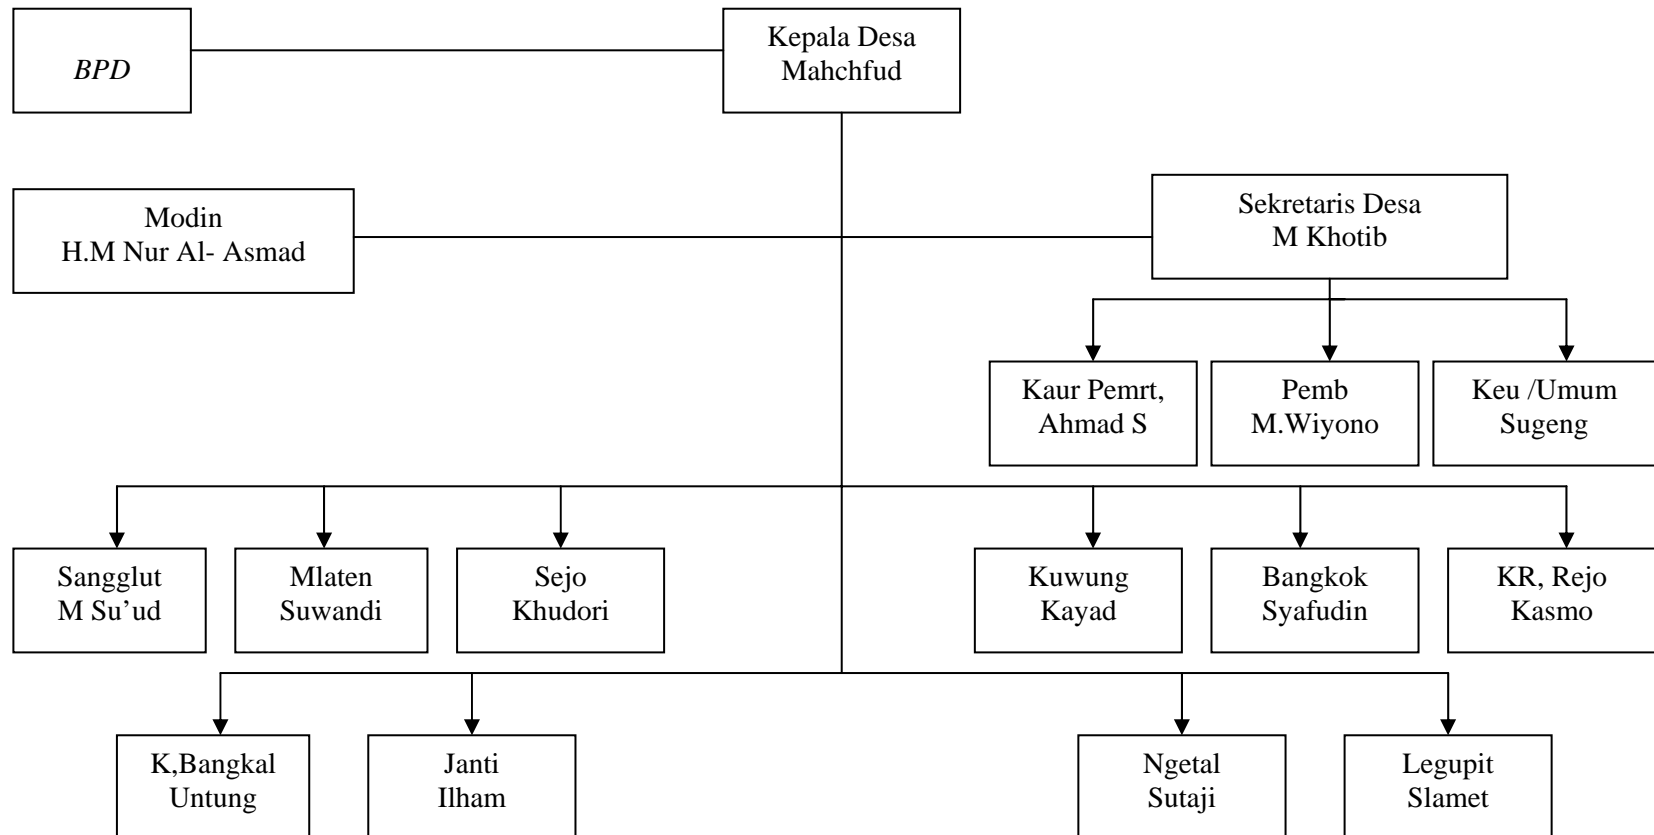 BPD
Kepala Desa
Mahchfud
Modin
H.M Nur Al- Asmad
Sekretaris Desa
M Khotib
Kaur Pemrt,
Ahmad S
Pemb
M.Wiyono
Keu /Umum
Sugeng
Sangglut
M Su’ud
Mlaten
Suwandi
Sejo
Khudori
Kuwung
Kayad
Bangkok
Syafudin
KR, Rejo
Kasmo
K,Bangkal
Untung
Janti
Ilham
Ngetal
Sutaji
Legupit
Slamet